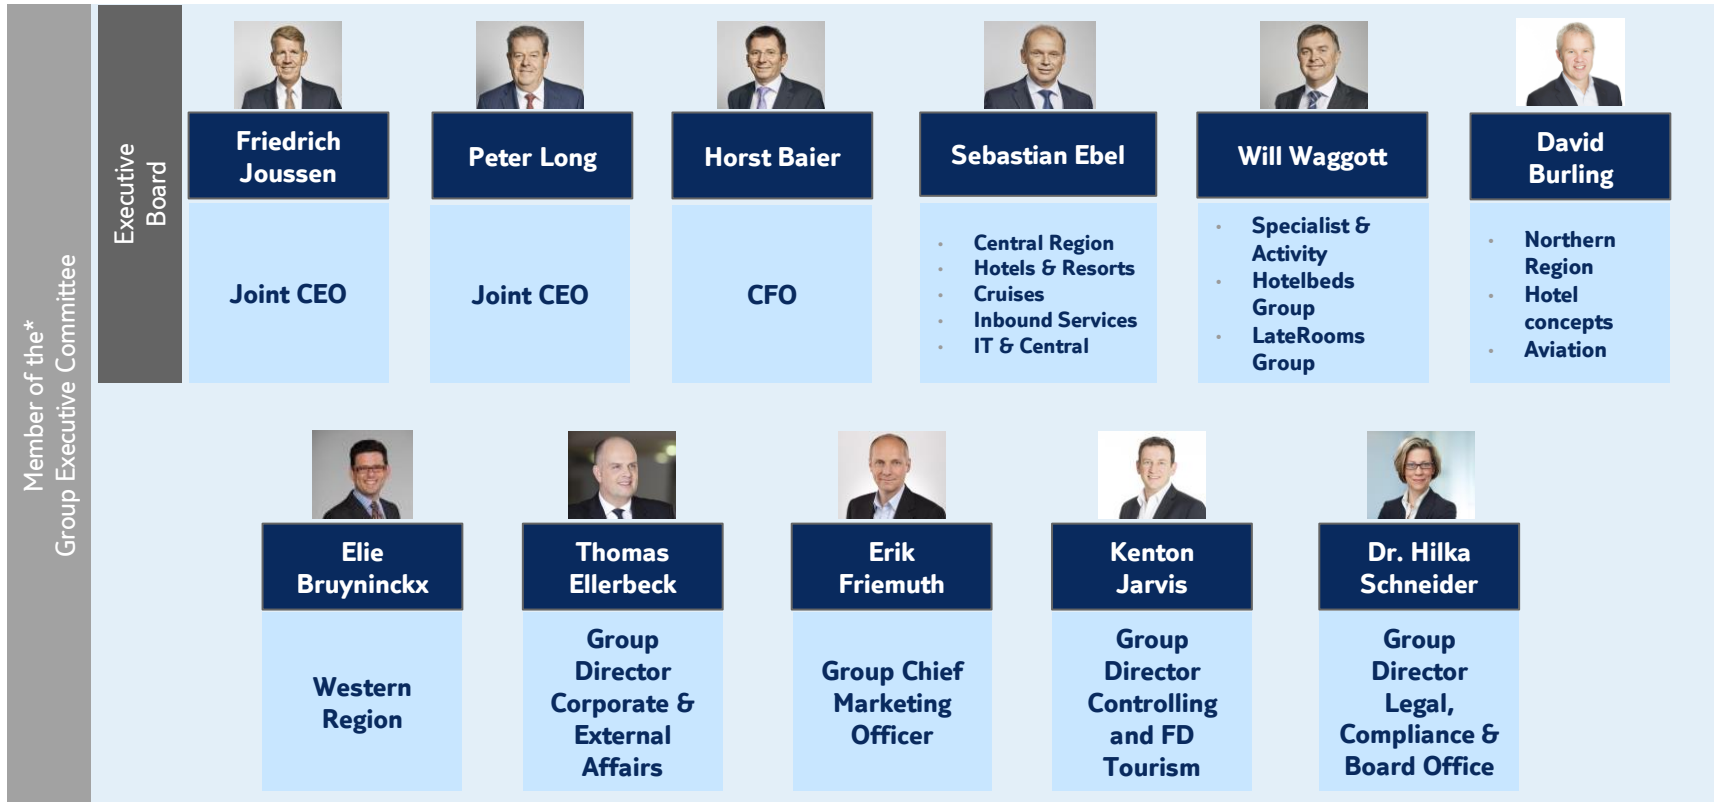 Member of the*
Group Executive Committee
Executive
Board
Friedrich
Joussen
Joint CEO
Peter Long
Joint CEO
Horst Baier
CFO
Sebastian Ebel
• Central Region
• Hotels & Resorts
• Cruises
• Inbound Services
• IT & Central
Will Waggott
• Specialist &
Activity
• Hotelbeds
Group
• LateRooms
Group
David
Burling
• Northern
Region
• Hotel
concepts
• Aviation
Elie
Bruyninckx
Western
Region
Thomas
Ellerbeck
Group
Director
Corporate &
External
Affairs
Erik
Friemuth
Group Chief
Marketing
Officer
Kenton
Jarvis
Group
Director
Controlling
and FD
Tourism
Dr. Hilka
Schneider
Group
Director
Legal,
Compliance &
Board Office